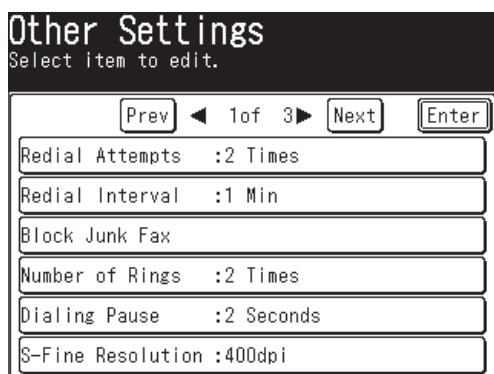 Other Settings
Select item to edit.
Prev ◀ 1of 3▶ Next Enter
Redial Attempts :2 Times
Redial Interval :1 Min
Block Junk Fax
Number of Rings :2 Times
Dialing Pause :2 Seconds
S-Fine Resolution :400dpi